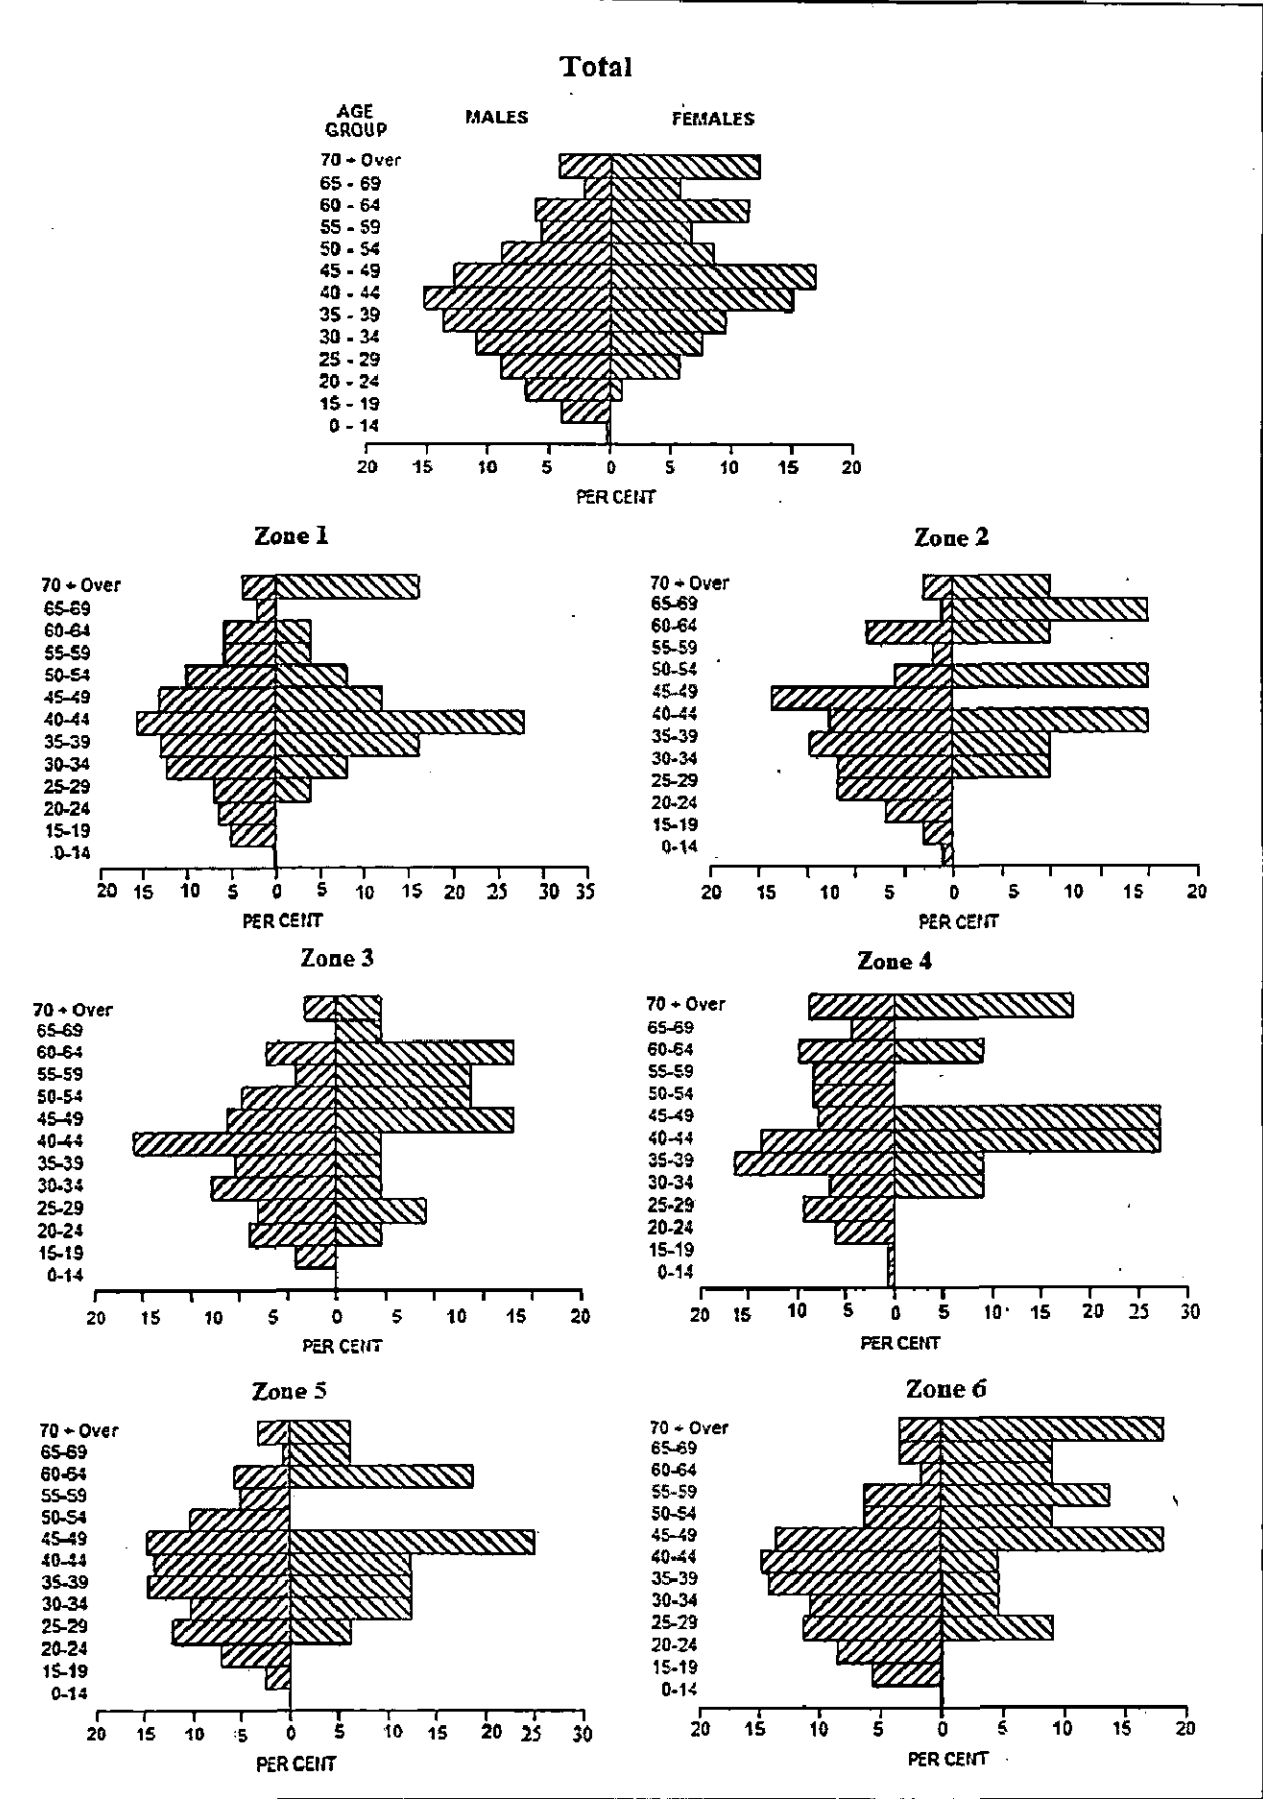 Total
AGE GROUP MALES FEMALES
70 + Over
65 - 69
60 - 64
55 - 59
50 - 54
45 - 49
40 - 44
35 - 39
30 - 34
25 - 29
20 - 24
15 - 19
0 - 14
20 15 10 5 0 5 10 15 20
PER CENT
Zone 1
70 + Over
65-69
60-64
55-59
50-54
45-49
40-44
35-39
30-34
25-29
20-24
15-19
0-14
20 15 10 5 0 5 10 15 20 25 30 35
PER CENT
Zone 2
70 + Over
65-69
60-64
55-59
50-54
45-49
40-44
35-39
30-34
25-29
20-24
15-19
0-14
20 15 10 5 0 5 10 15 20
PER CENT
Zone 3
70 + Over
65-69
60-64
55-59
50-54
45-49
40-44
35-39
30-34
25-29
20-24
15-19
0-14
20 15 10 5 0 5 10 15 20
PER CENT
Zone 4
70 + Over
65-69
60-64
55-59
50-54
45-49
40-44
35-39
30-34
25-29
20-24
15-19
0-14
20 15 10 5 0 5 10 15 20 25 30
PER CENT
Zone 5
70 + Over
65-69
60-64
55-59
50-54
45-49
40-44
35-39
30-34
25-29
20-24
15-19
0-14
20 15 10 5 0 5 10 15 20 25 30
PER CENT
Zone 6
70 + Over
65-69
60-64
55-59
50-54
45-49
40-44
35-39
30-34
25-29
20-24
15-19
0-14
20 15 10 5 0 5 10 15 20
PER CENT